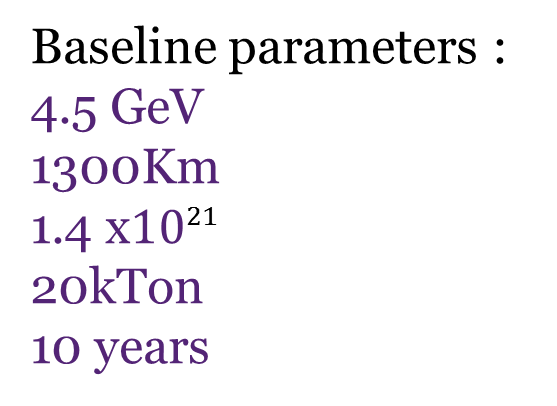 Baseline parameters :
4.5 GeV
1300Km
1.4 x10²¹
20kTon
10 years